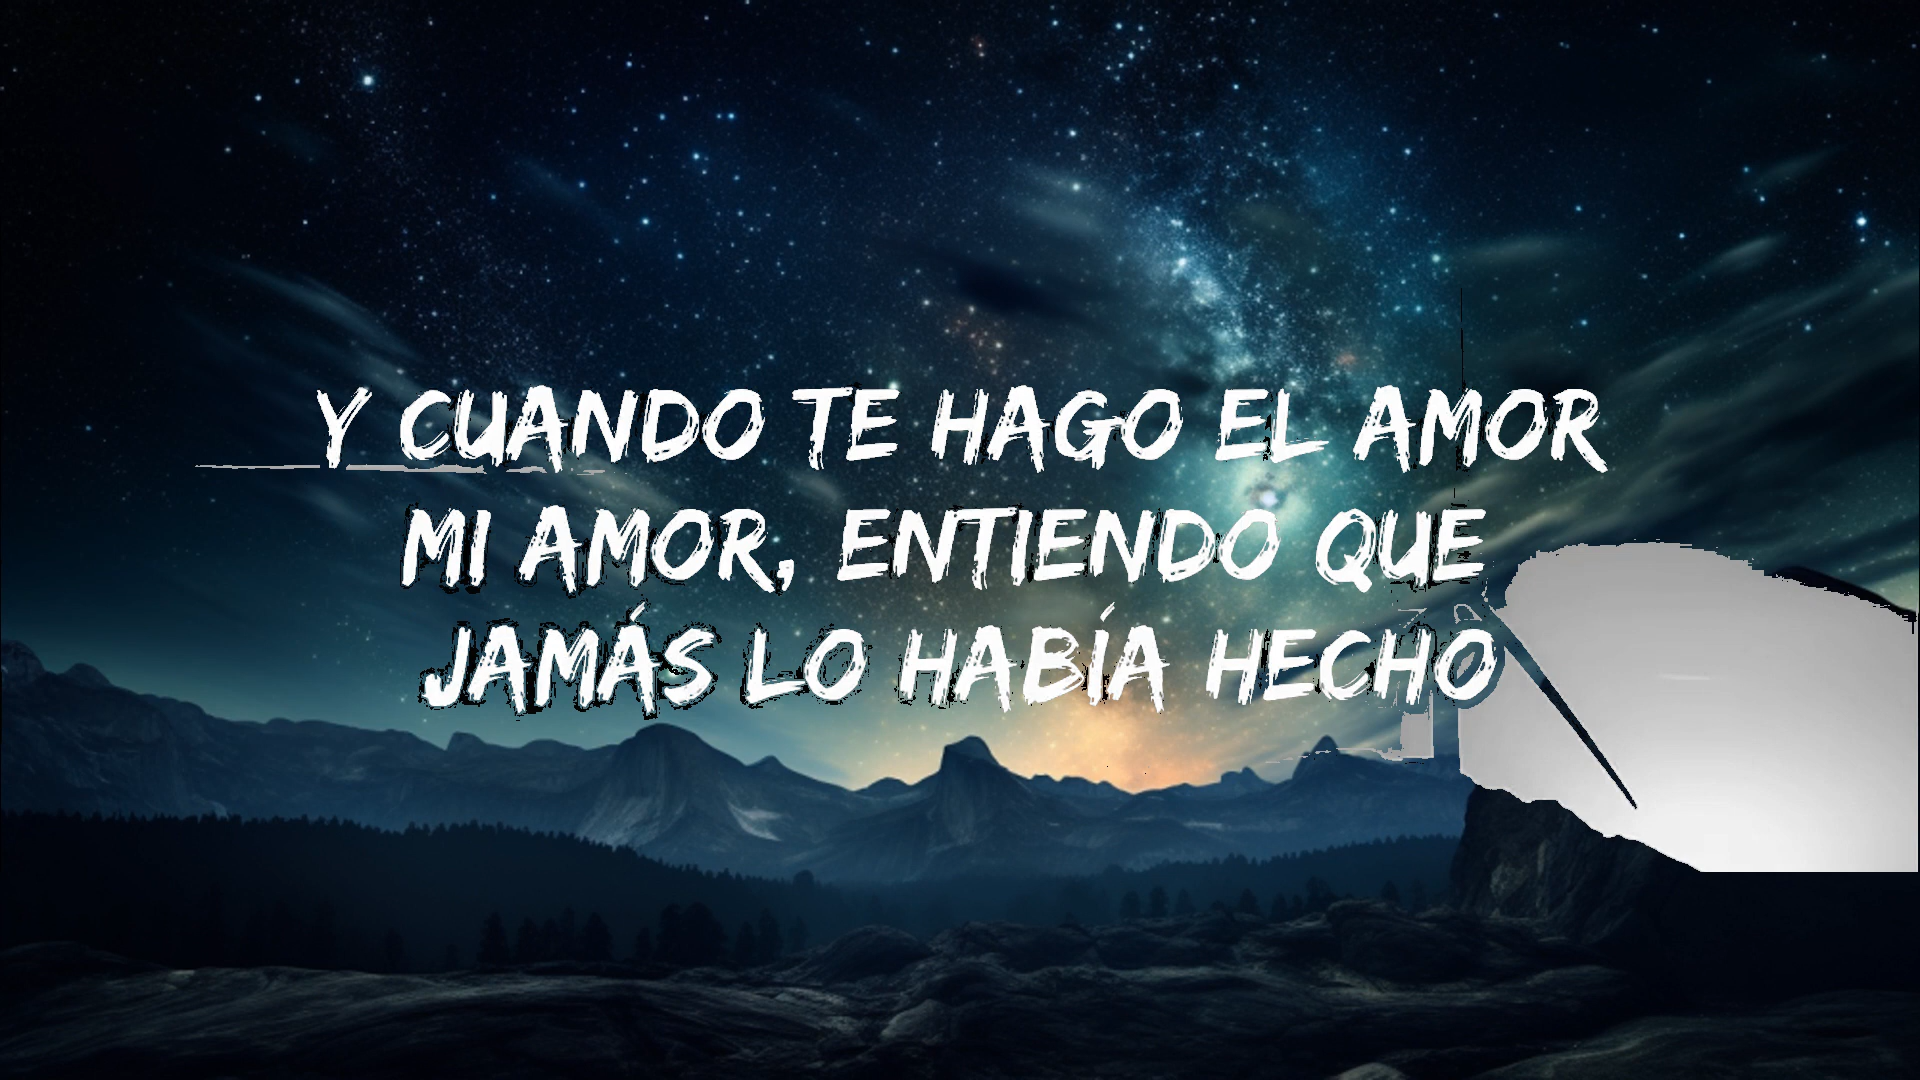 Y CUANDO TE HAGO EL AMOR
MI AMOR, ENTIENDO QUE
JAMÁS LO HABÍA HECHO